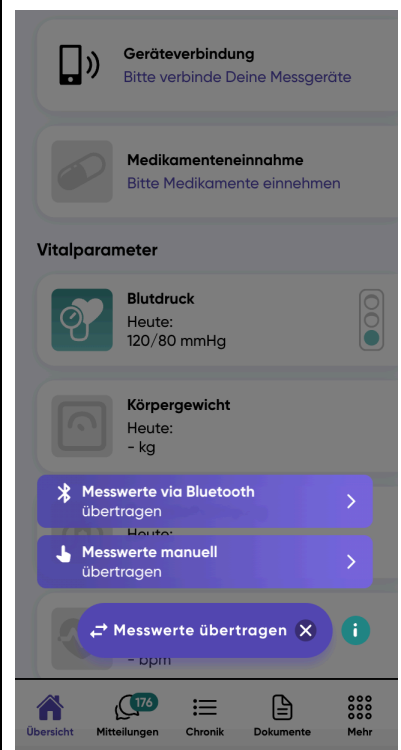 Geräteverbindung
Bitte verbinde Deine Messgeräte
Medikamenteneinnahme
Bitte Medikamente einnehmen
Vitalparameter
Blutdruck
Heute:
120/80 mmHg
Körpergewicht
Heute:
- kg
Messwerte via Bluetooth
übertragen
Heute:
Messwerte manuell
übertragen
Messwerte übertragen
i
- bpm
176
Übersicht
Mitteilungen
Chronik
Dokumente
Mehr